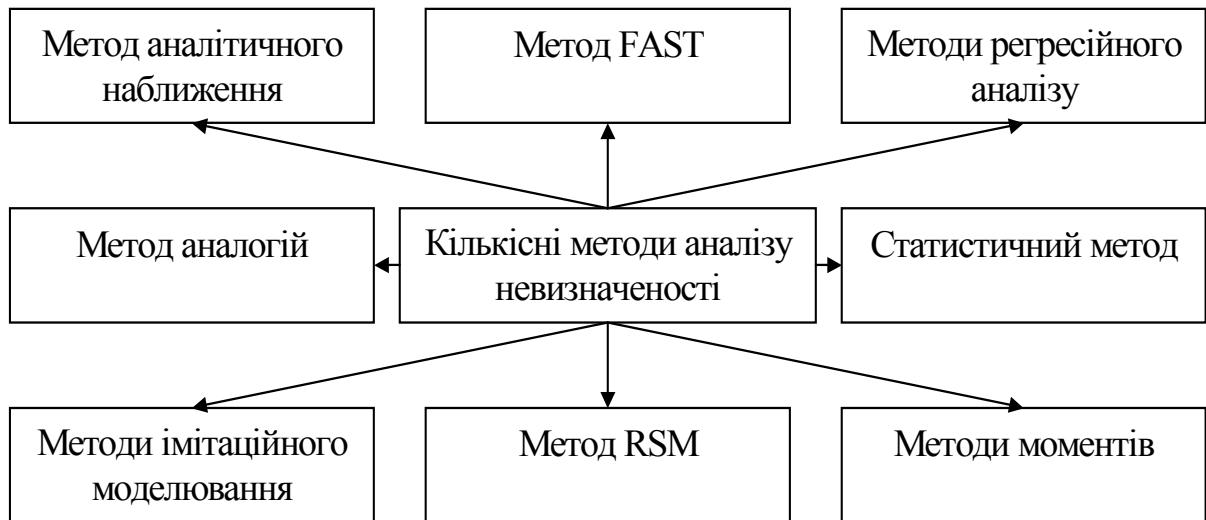 Метод аналітичного
наближення
Метод FAST
Методи регресійного
аналізу
Метод аналогій
Кількісні методи аналізу
невизначеності
Статистичний метод
Методи імітаційного
моделювання
Метод RSM
Методи моментів